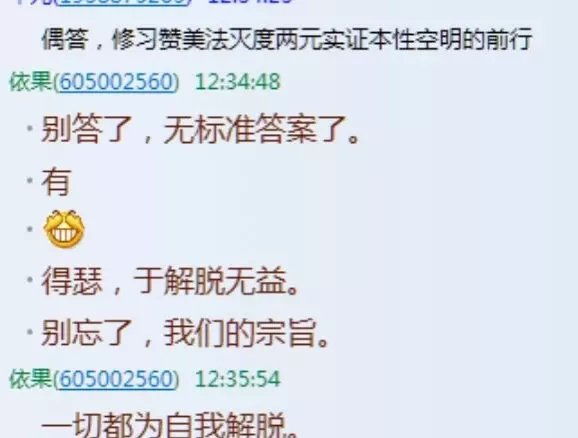 偶答，修习赞美法灭度两元实证本性空明的前行
依果(605002560) 12:34:48
别答了，无标准答案了。
有
得瑟，于解脱无益。
别忘了，我们的宗旨。
依果(605002560) 12:35:54
一切都为自我解脱。